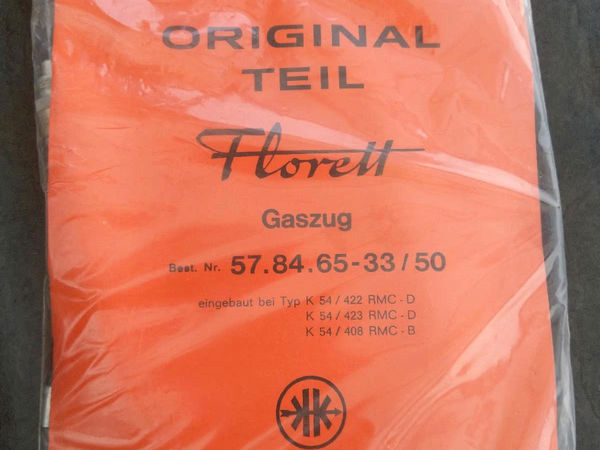 ORIGINAL
TEIL
Florett
Gaszug
Best. Nr. 57.84.65-33/50
eingebaut bei Typ K 54/422 RMC-D
K 54/423 RMC-D
K 54/408 RMC-B